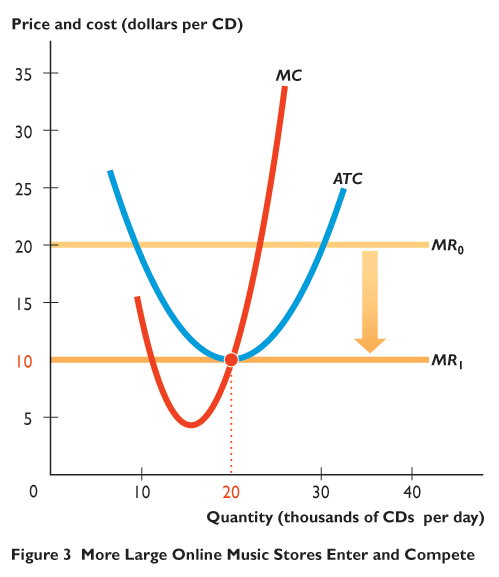 Price and cost (dollars per CD)
MC
35
30
ATC
25
20
MR0
15
10
MR1
5
0
10
20
30
40
Quantity (thousands of CDs per day)
Figure 3 More Large Online Music Stores Enter and Compete